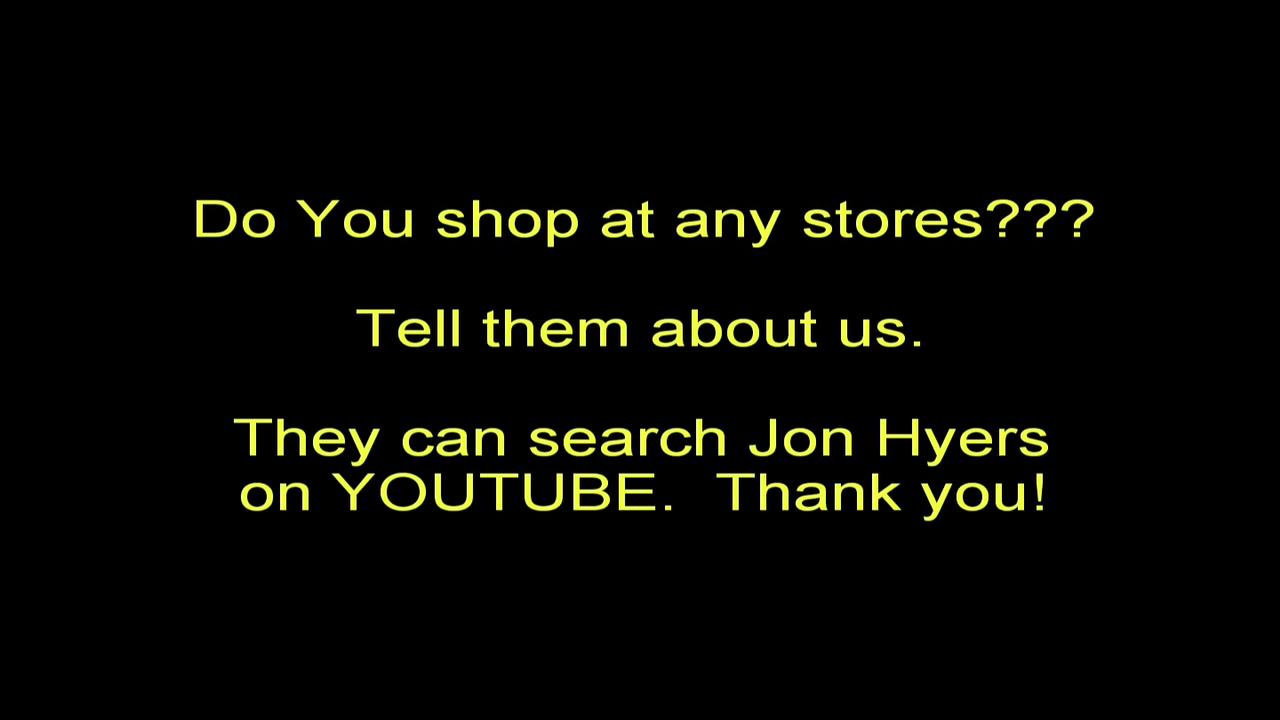 Do You shop at any stores???
Tell them about us.
They can search Jon Hyers
on YOUTUBE.  Thank you!